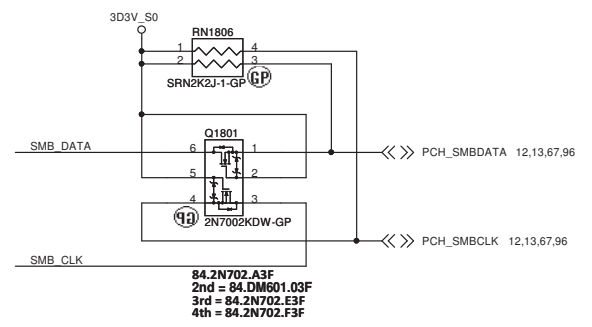 3D3V_S0
RN1806
1 4
2 3
SRN2K2J-1-GP GP
Q1801
SMB_DATA 6 1 PCH_SMBDATA 12,13,67,96
5 2
4 3
GP 2N7002KDW-GP
PCH_SMBCLK 12,13,67,96
SMB_CLK
84.2N702.A3F
2nd = 84.DM601.03F
3rd = 84.2N702.E3F
4th = 84.2N702.F3F